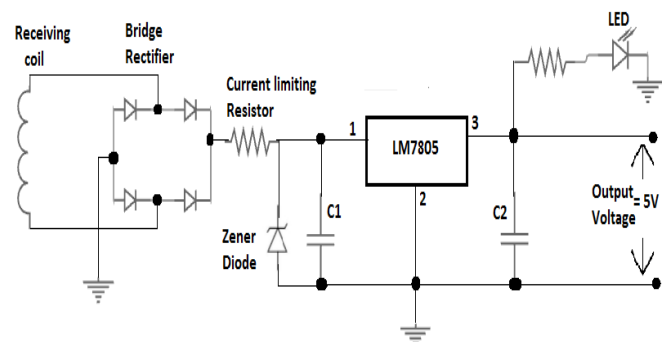 Receiving
coil
Bridge
Rectifier
Current limiting
Resistor
Zener
Diode
C1
1
LM7805
3
2
C2
LED
Output
Voltage
= 5V